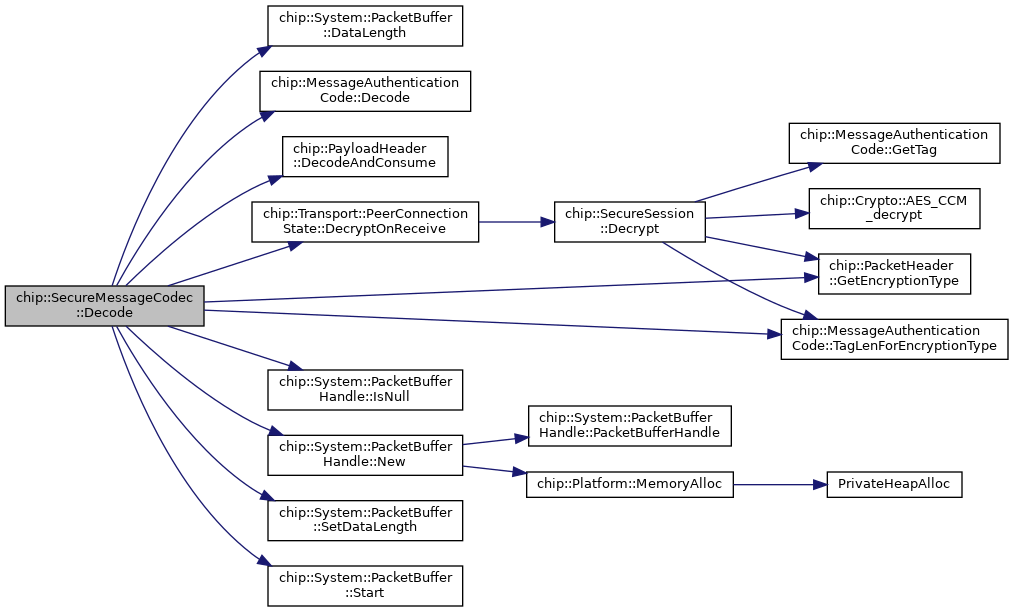 chip::System::PacketBuffer
::DataLength
chip::MessageAuthentication
Code::Decode
chip::PayloadHeader
::DecodeAndConsume
chip::MessageAuthentication
Code::GetTag
chip::Transport::PeerConnection
State::DecryptOnReceive
chip::SecureSession
::Decrypt
chip::Crypto::AES_CCM
_decrypt
chip::PacketHeader
::GetEncryptionType
chip::SecureMessageCodec
::Decode
chip::MessageAuthentication
Code::TagLenForEncryptionType
chip::System::PacketBuffer
Handle::IsNull
chip::System::PacketBuffer
Handle::New
chip::System::PacketBuffer
Handle::PacketBufferHandle
chip::Platform::MemoryAlloc
PrivateHeapAlloc
chip::System::PacketBuffer
::SetDataLength
chip::System::PacketBuffer
::Start